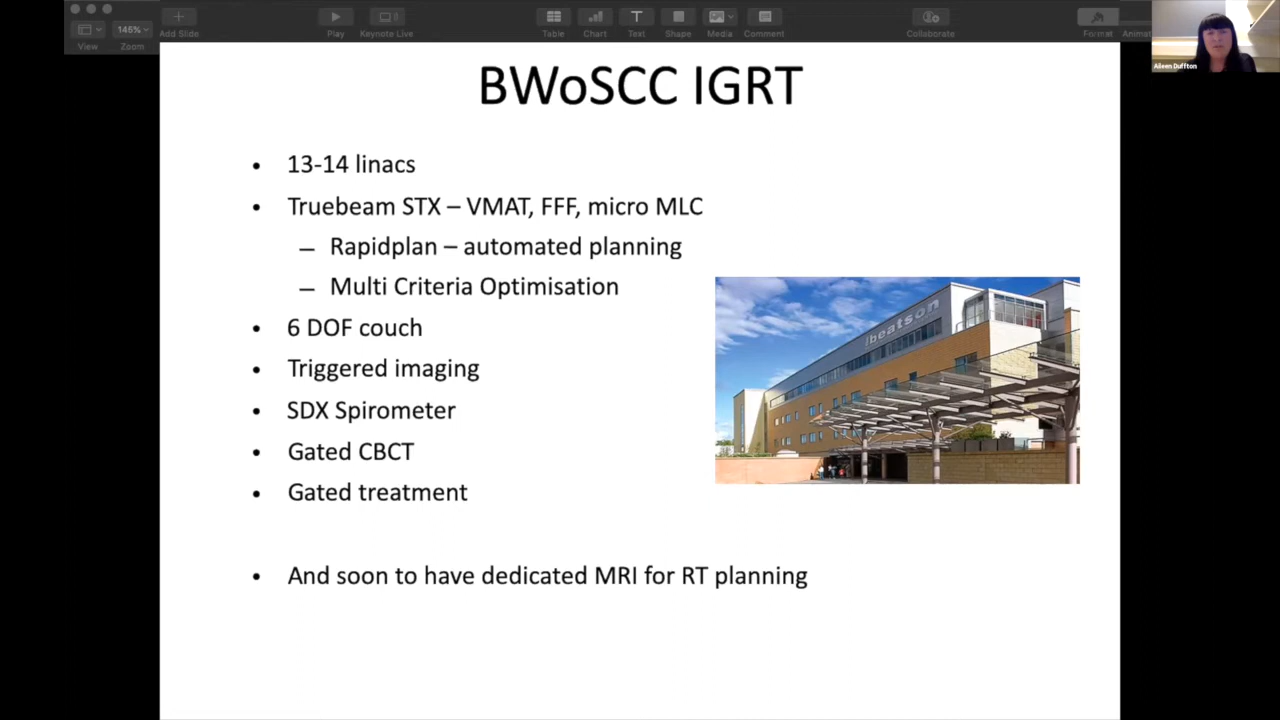 145%
View
Zoom
Add Slide
Play
Keynote Live
Table
Chart
Text
Shape
Media
Comment
Collaborate
Format
Animat
Aileen Duffton
BWoSCC IGRT
• 13-14 linacs
• Truebeam STX – VMAT, FFF, micro MLC
– Rapidplan – automated planning
– Multi Criteria Optimisation
• 6 DOF couch
• Triggered imaging
• SDX Spirometer
• Gated CBCT
• Gated treatment
• And soon to have dedicated MRI for RT planning
beatson